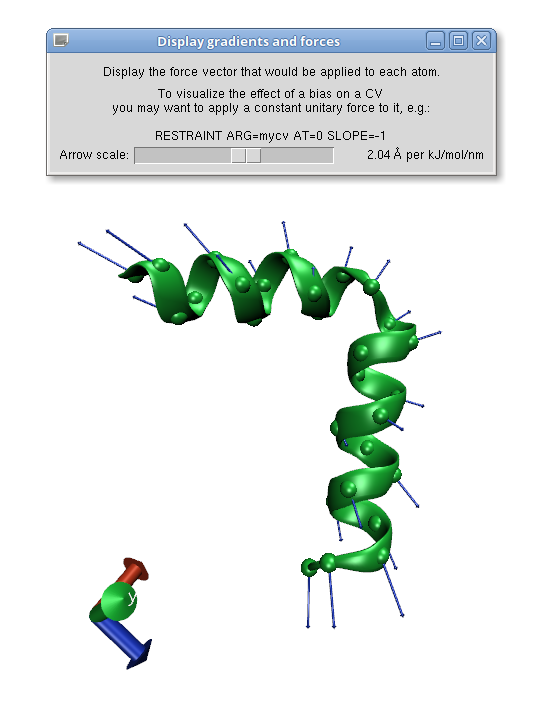 Display gradients and forces
Display the force vector that would be applied to each atom.
To visualize the effect of a bias on a CV
you may want to apply a constant unitary force to it, e.g.:
RESTRAINT ARG=mycv AT=0 SLOPE=-1
Arrow scale: 2.04 Å per kJ/mol/nm
y